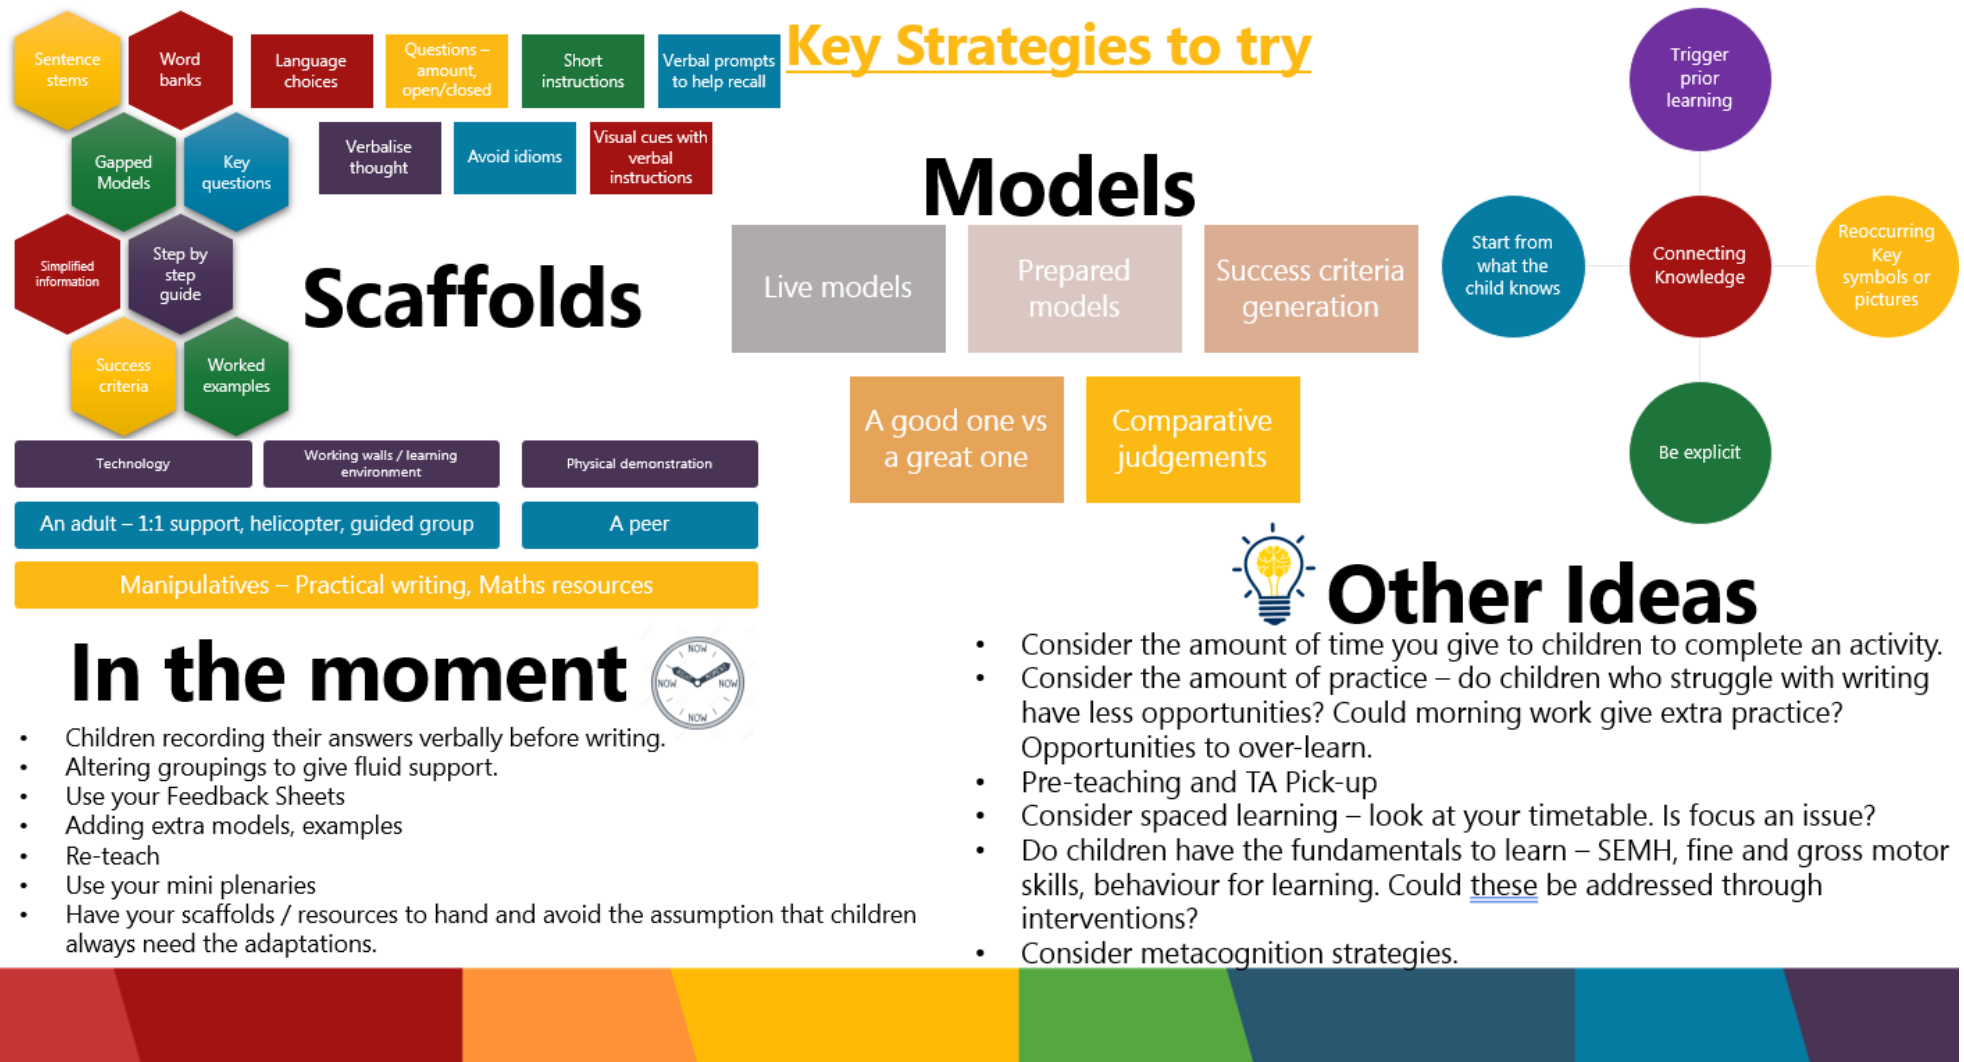 Key Strategies to try
Sentence
stems
Word
banks
Gapped
Models
Key
questions
Simplified
information
Step by
step
guide
Success
criteria
Worked
examples
Language
choices
Questions –
amount,
open/closed
Short
instructions
Verbal prompts
to help recall
Verbalise
thought
Avoid idioms
Visual cues with
verbal
instructions
Scaffolds
Technology
Working walls / learning
environment
Physical demonstration
An adult – 1:1 support, helicopter, guided group
A peer
Manipulatives – Practical writing, Maths resources
Models
Live models
Prepared
models
Success criteria
generation
A good one vs
a great one
Comparative
judgements
Trigger
prior
learning
Start from
what the
child knows
Connecting
Knowledge
Reoccurring
Key
symbols or
pictures
Be explicit
In the moment
NOW
NOW
NOW
NOW
• Children recording their answers verbally before writing.
• Altering groupings to give fluid support.
• Use your Feedback Sheets
• Adding extra models, examples
• Re-teach
• Use your mini plenaries
• Have your scaffolds / resources to hand and avoid the assumption that children
always need the adaptations.
Other Ideas
• Consider the amount of time you give to children to complete an activity.
• Consider the amount of practice – do children who struggle with writing
have less opportunities? Could morning work give extra practice?
Opportunities to over-learn.
• Pre-teaching and TA Pick-up
• Consider spaced learning – look at your timetable. Is focus an issue?
• Do children have the fundamentals to learn – SEMH, fine and gross motor
skills, behaviour for learning. Could these be addressed through
interventions?
• Consider metacognition strategies.